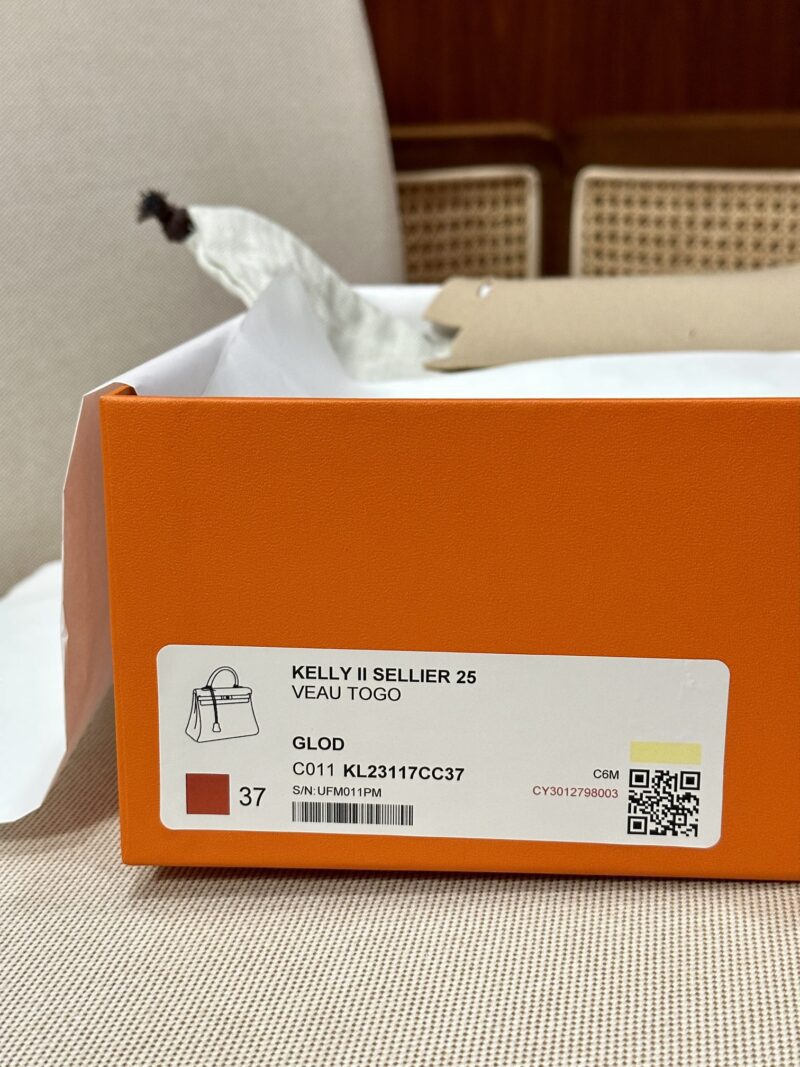 KELLY II SELLIER 25
VEAU TOGO
GLOD
C011 KL23117CC37
37
S/N:UFM011PM
C6M
CY3012798003